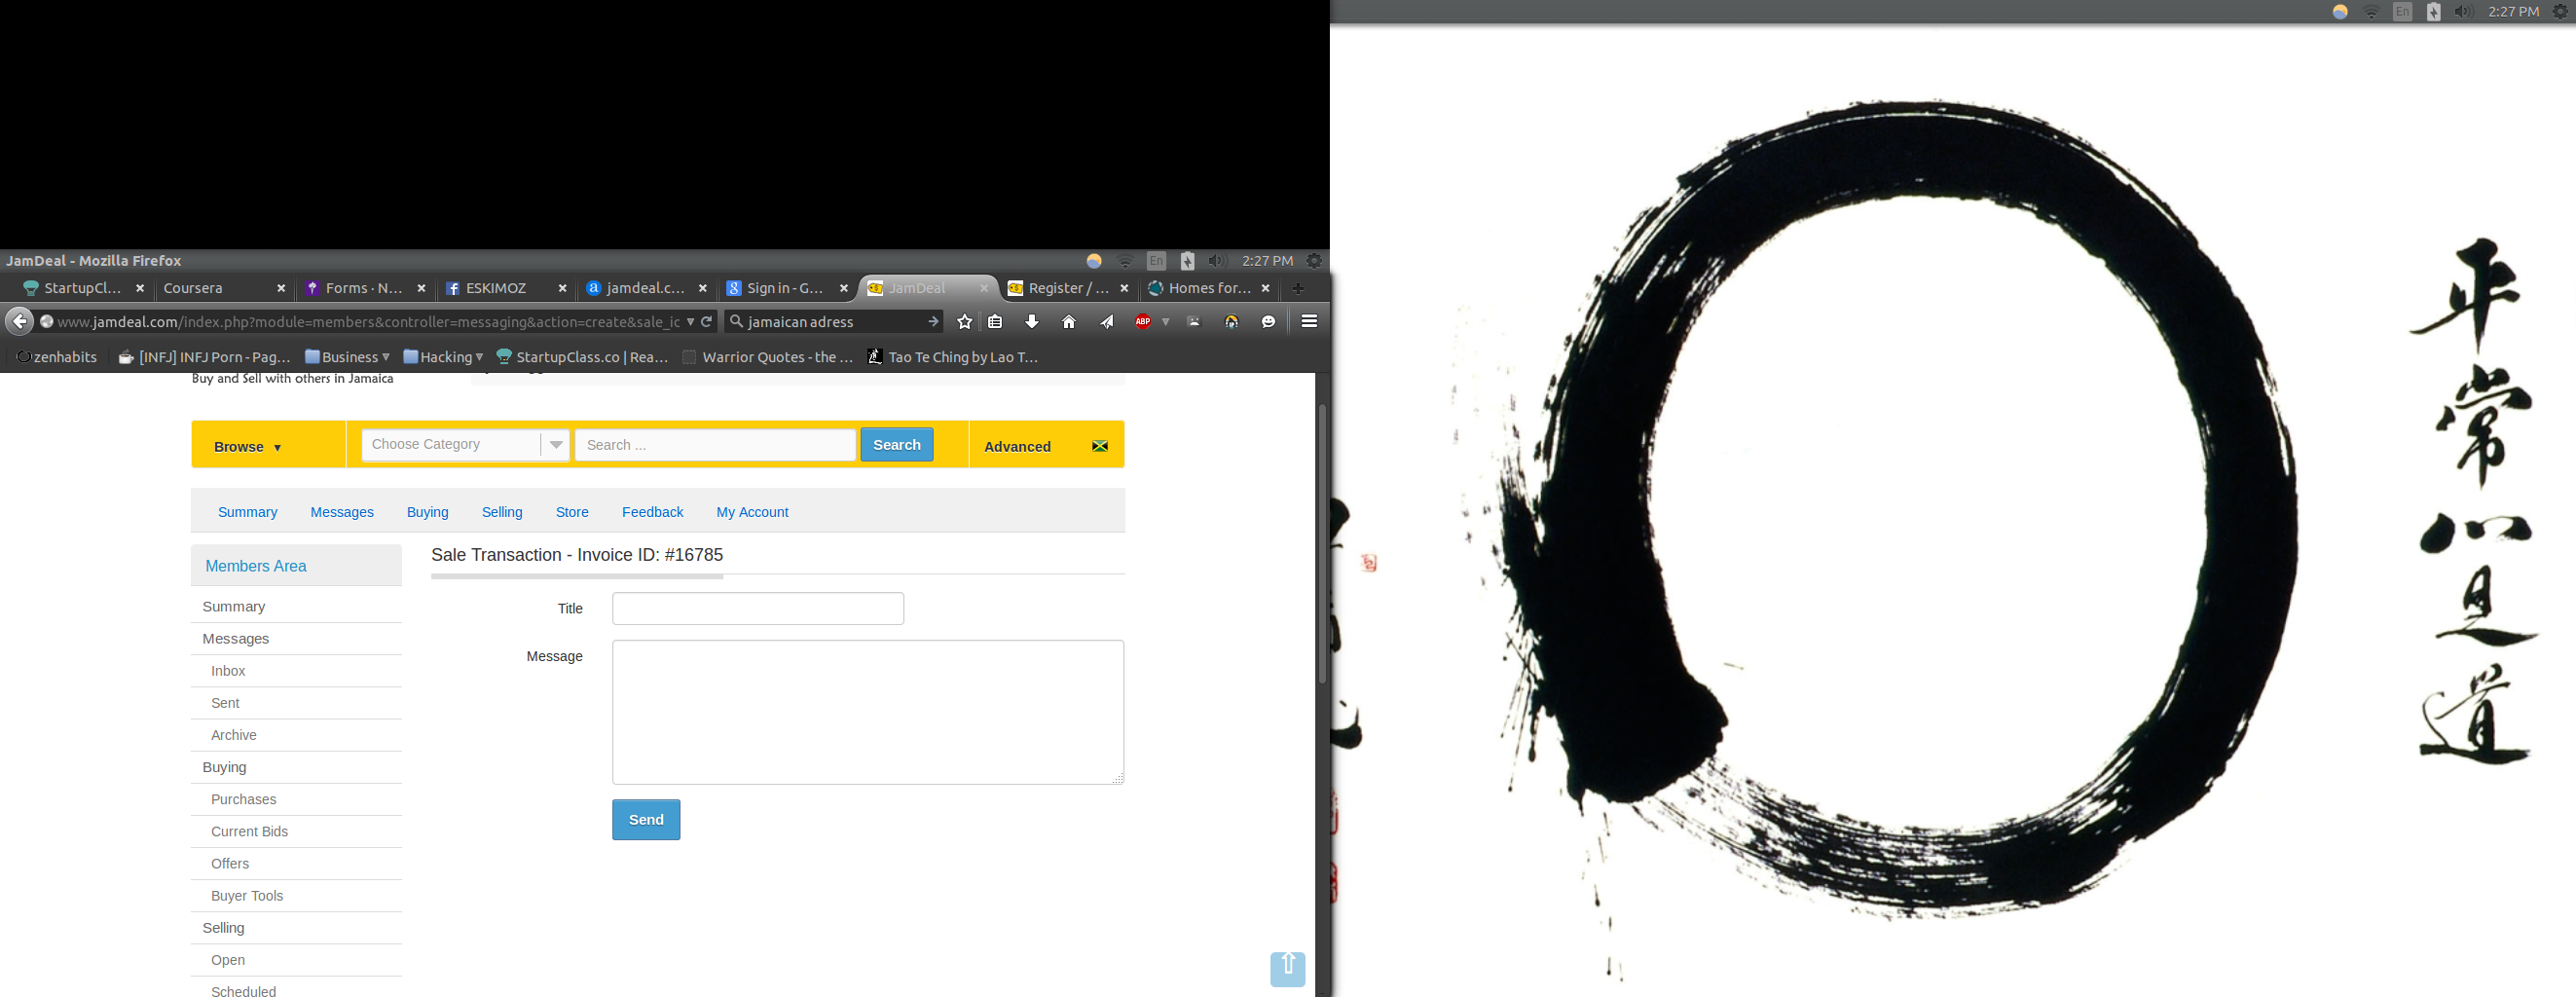 2:27 PM
En
JamDeal - Mozilla Firefox
En
2:27 PM
StartupCl...
Coursera
Forms · N...
ESKIMOZ
jamdeal.c...
Sign in - G...
JamDeal
Register / ...
Homes for...
www.jamdeal.com/index.php?module=members&controller=messaging&action=create&sale_ic
jamaican adress
ABP
zenhabits
[INFJ] INFJ Porn - Pag...
Business
Hacking
StartupClass.co | Rea...
Warrior Quotes - the ...
Tao Te Ching by Lao T...
Buy and Sell with others in Jamaica
Browse
Choose Category
Search ...
Search
Advanced
Summary
Messages
Buying
Selling
Store
Feedback
My Account
Members Area
Summary
Messages
Inbox
Sent
Archive
Buying
Purchases
Current Bids
Offers
Buyer Tools
Selling
Open
Scheduled
Sale Transaction - Invoice ID: #16785
Title
Message
Send
平
常
心
是
道